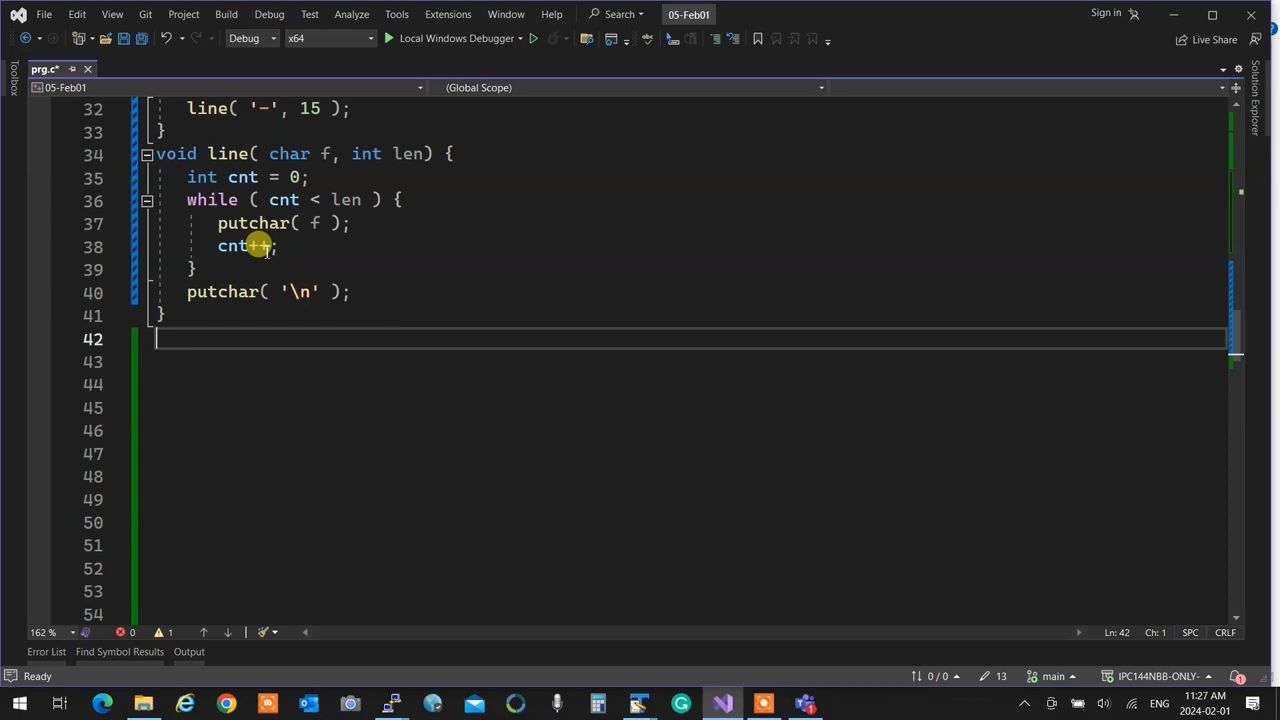 File Edit View Git Project Build Debug Test Analyze Tools Extensions Window Help Search 05-Feb01 Sign in
Debug x64 Local Windows Debugger Live Share
Toolbox
prg.c*
05-Feb01 (Global Scope)
Solution Explorer
32 line( '-', 15 );
33 }
34 void line( char f, int len) {
35 int cnt = 0;
36 while ( cnt < len ) {
37 putchar( f );
38 cnt++;
39 }
40 putchar( '\n' );
41 }
42
43
44
45
46
47
48
49
50
51
52
53
54
162 % 0 1 Ln: 42 Ch: 1 SPC CRLF
Error List Find Symbol Results Output
Ready 0 / 0 13 main IPC144NBB-ONLY- 1
ENG 11:27 AM
2024-02-01